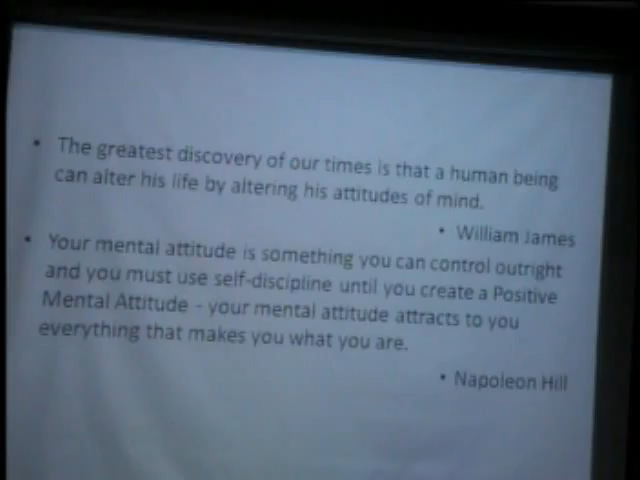 • The greatest discovery of our times is that a human being
can alter his life by altering his attitudes of mind.
• William James
• Your mental attitude is something you can control outright
and you must use self-discipline until you create a Positive
Mental Attitude - your mental attitude attracts to you
everything that makes you what you are.
• Napoleon Hill